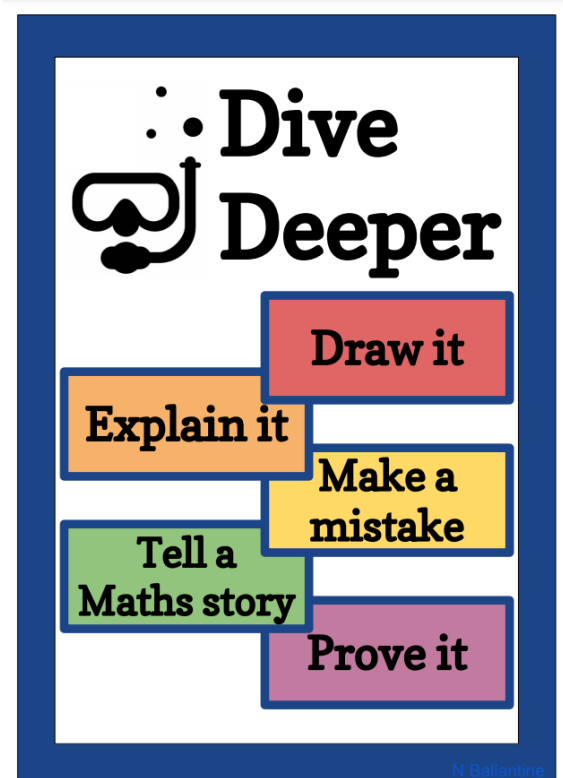 Dive
Deeper
Draw it
Explain it
Make a
mistake
Tell a
Maths story
Prove it
N Ballantine